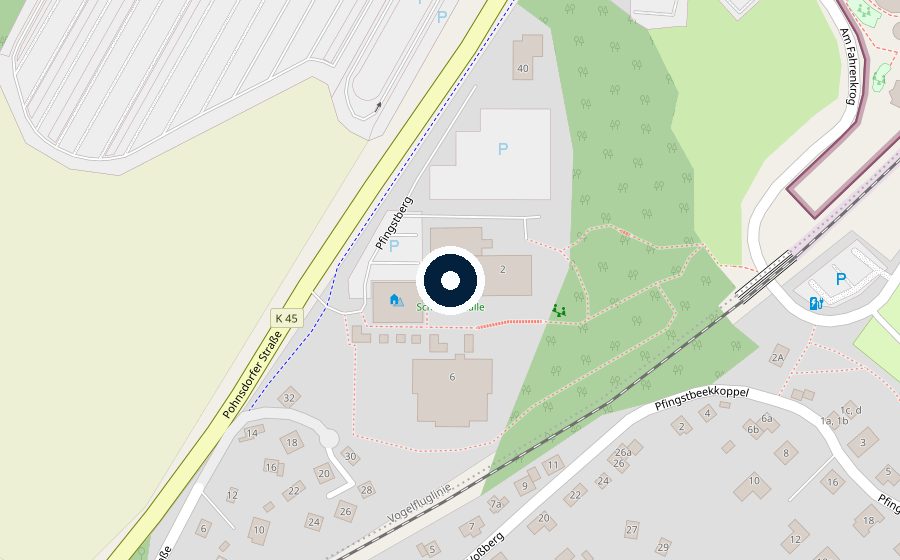 P
P
40
Am Fahrenkrog
P
Pfingstberg
P
2
P
K 45
Pohnsdorfer Straße
6
2A
32
Pfingstbeekkoppel
14
18
2
4
6a
6b
1c, d
1a, 1b
3
8
30
26a
24
26
11
16
20
28
12
22
9
22
10
16
5
Vogelfluglinie
7a
24
26
20
27
18
6
10
7
12
5
29
Voßberg